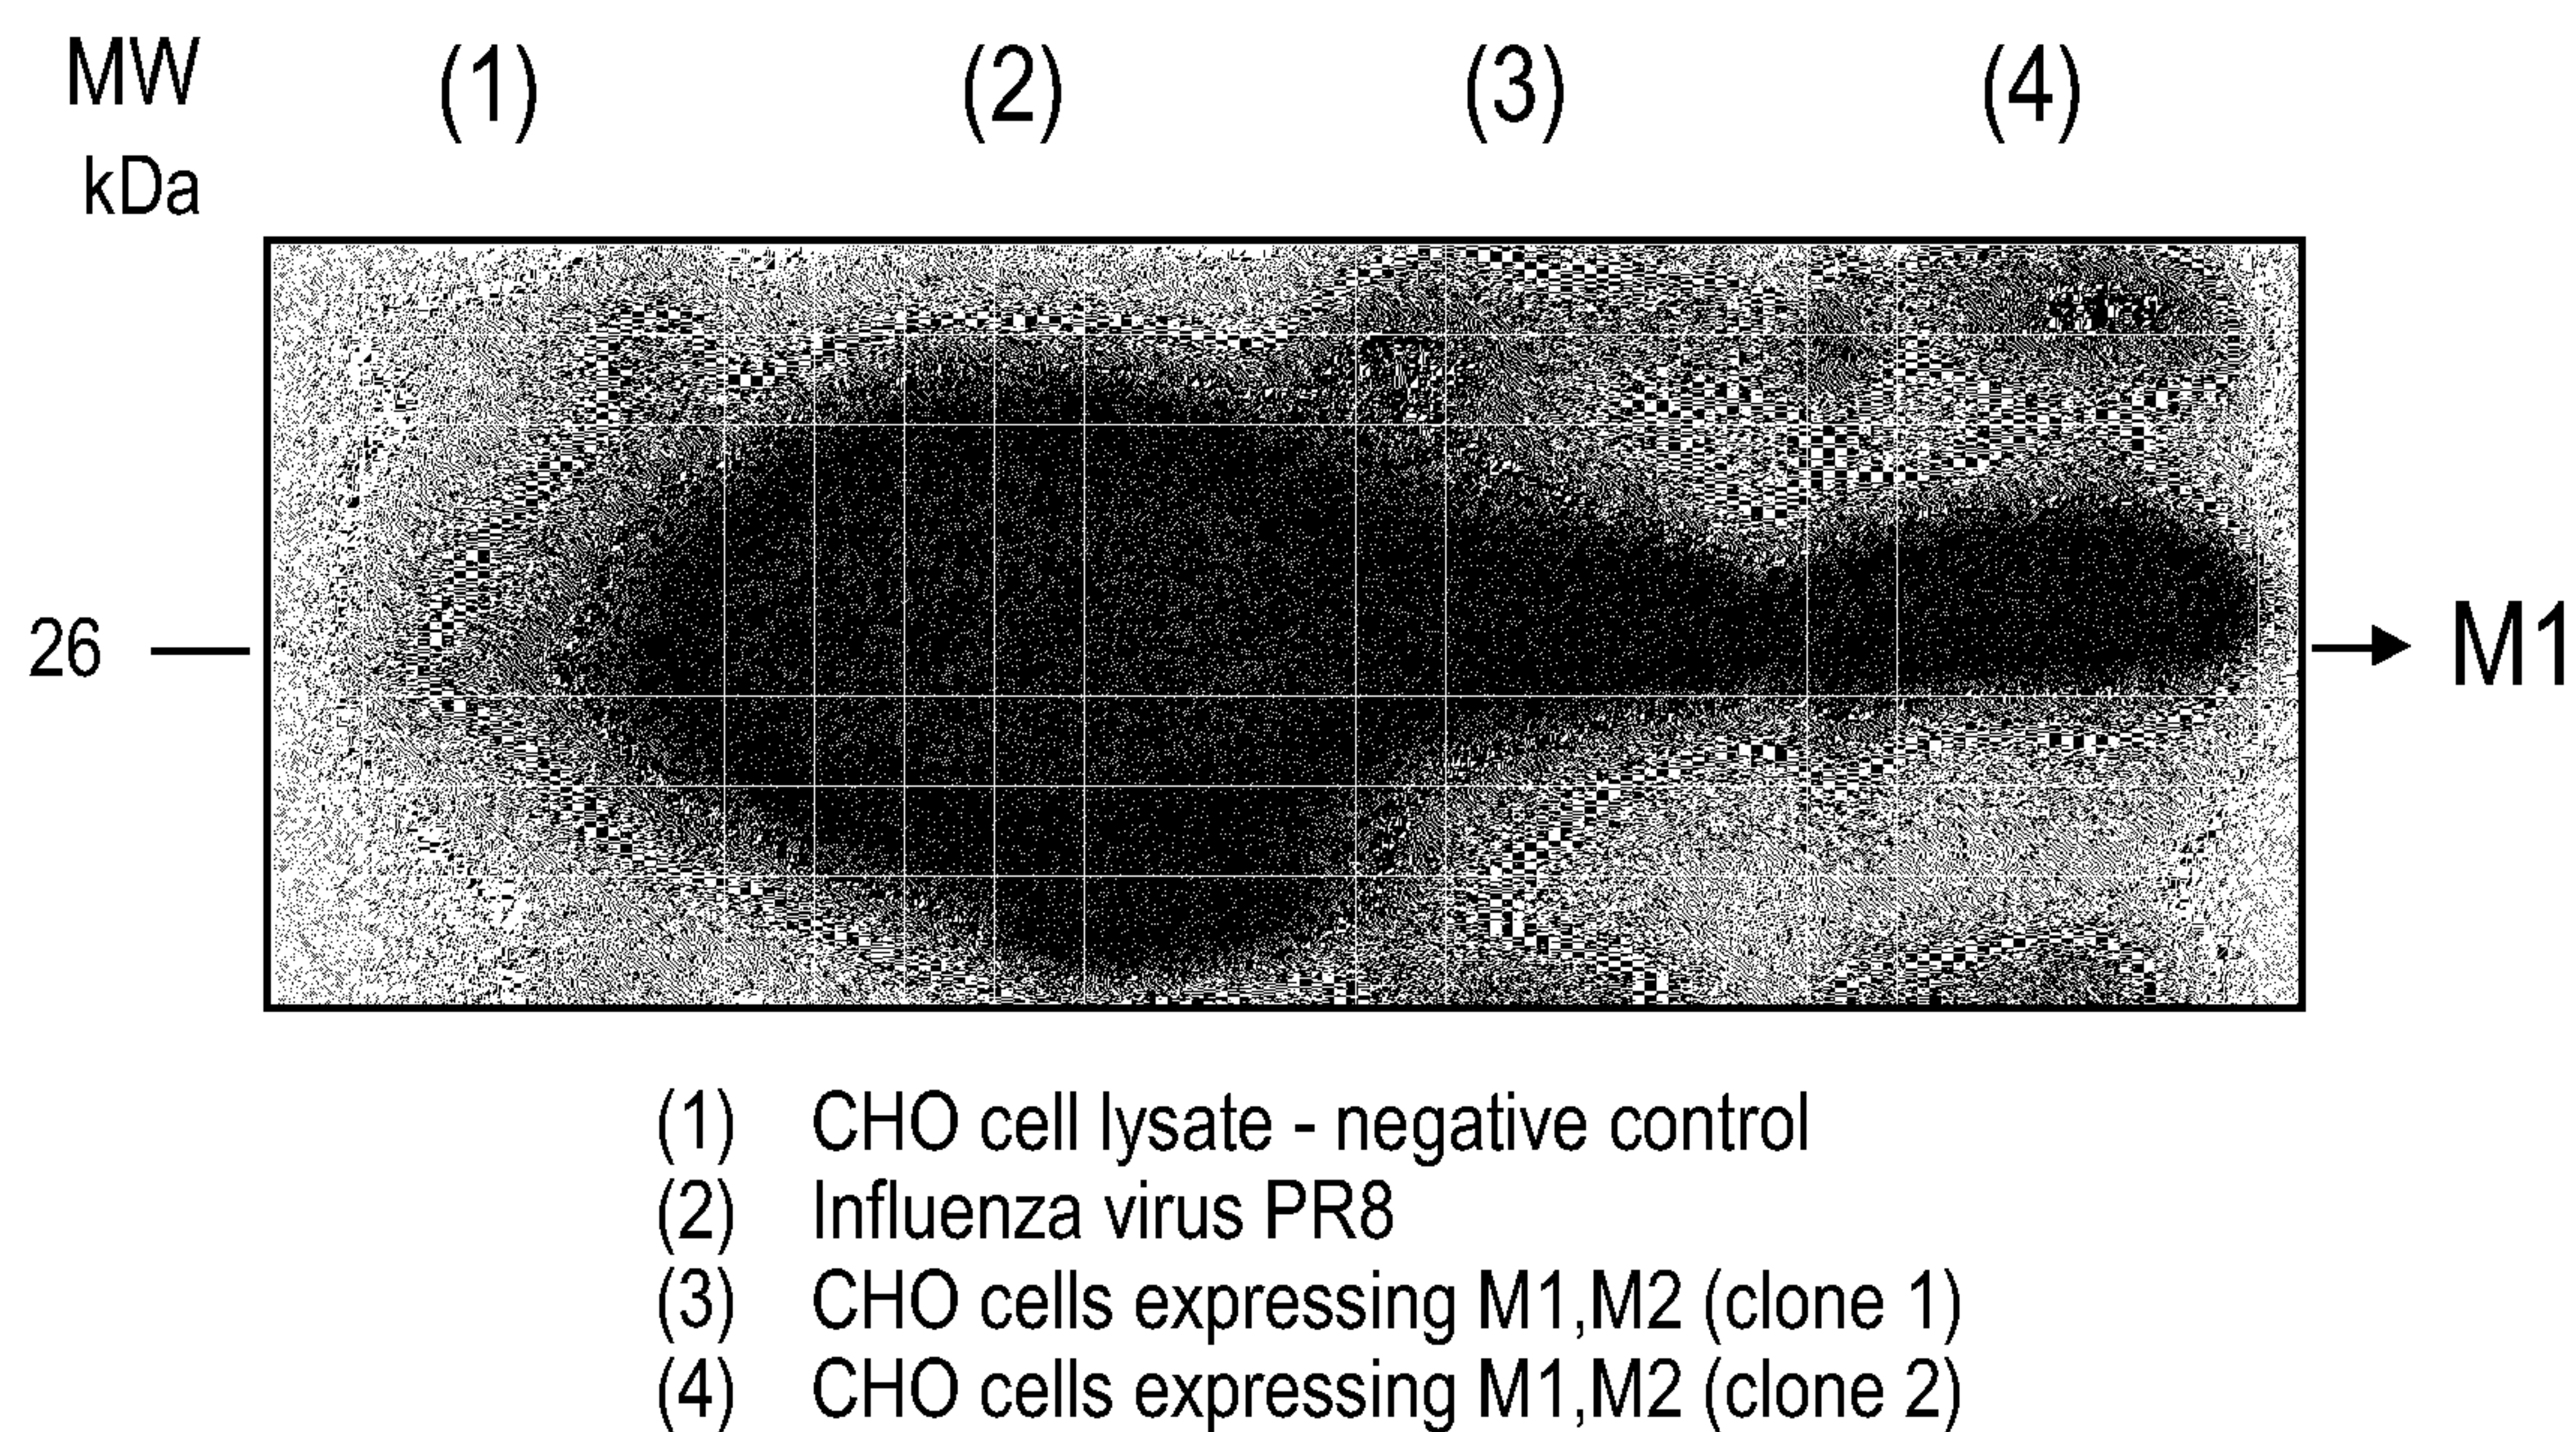 MW (1) (2) (3) (4)
kDa
26 M1
(1) CHO cell lysate - negative control
(2) Influenza virus PR8
(3) CHO cells expressing M1,M2 (clone 1)
(4) CHO cells expressing M1,M2 (clone 2)